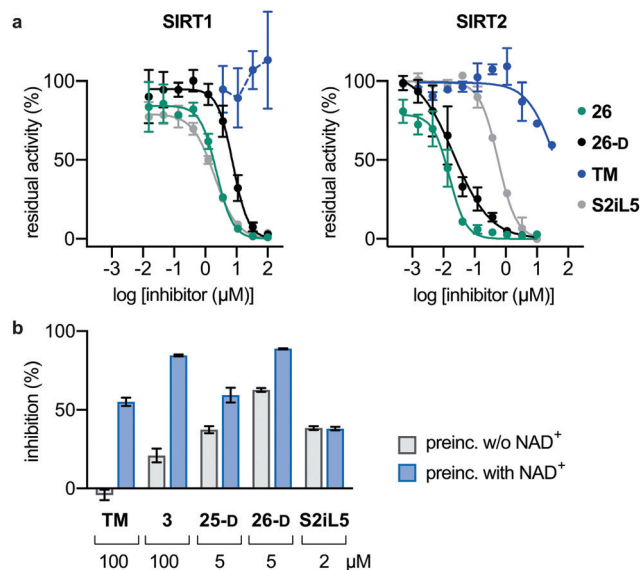 a
SIRT1
SIRT2
residual activity (%)
100
50
0
-3 -2 -1 0 1 2
log [inhibitor (µM)]
residual activity (%)
100
50
0
-3 -2 -1 0 1 2
log [inhibitor (µM)]
26
26-D
TM
S2iL5
b
inhibition (%)
100
50
0
TM 3 25-D 26-D S2iL5
100 100 5 5 2 µM
preinc. w/o NAD+
preinc. with NAD+